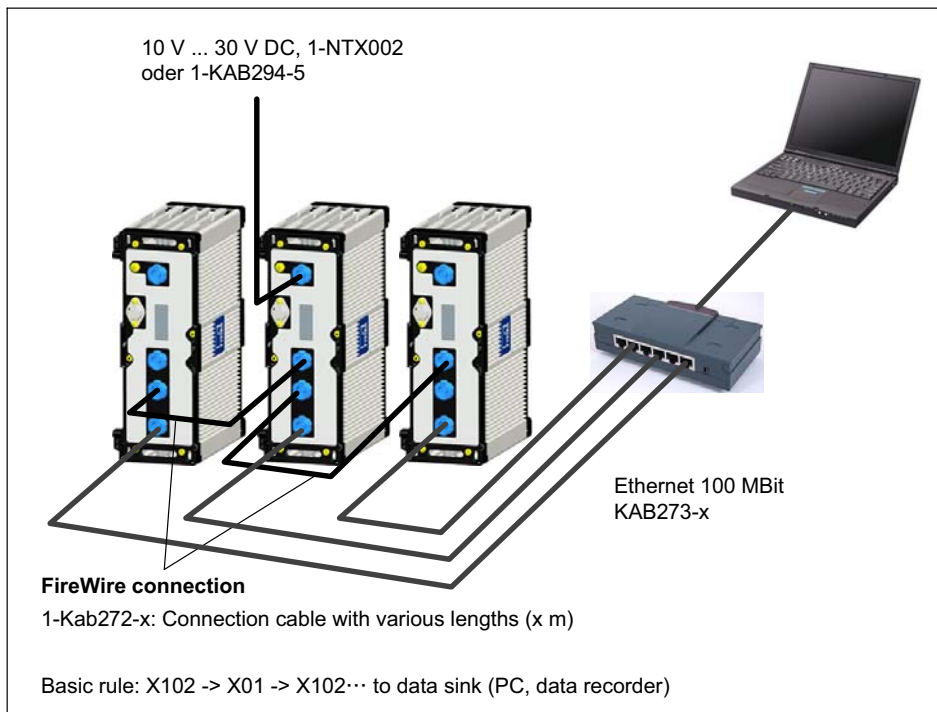 10 V ... 30 V DC, 1-NTX002
oder 1-KAB294-5
Ethernet 100 MBit
KAB273-x
FireWire connection
1-Kab272-x: Connection cable with various lengths (x m)
Basic rule: X102 -> X01 -> X102··· to data sink (PC, data recorder)